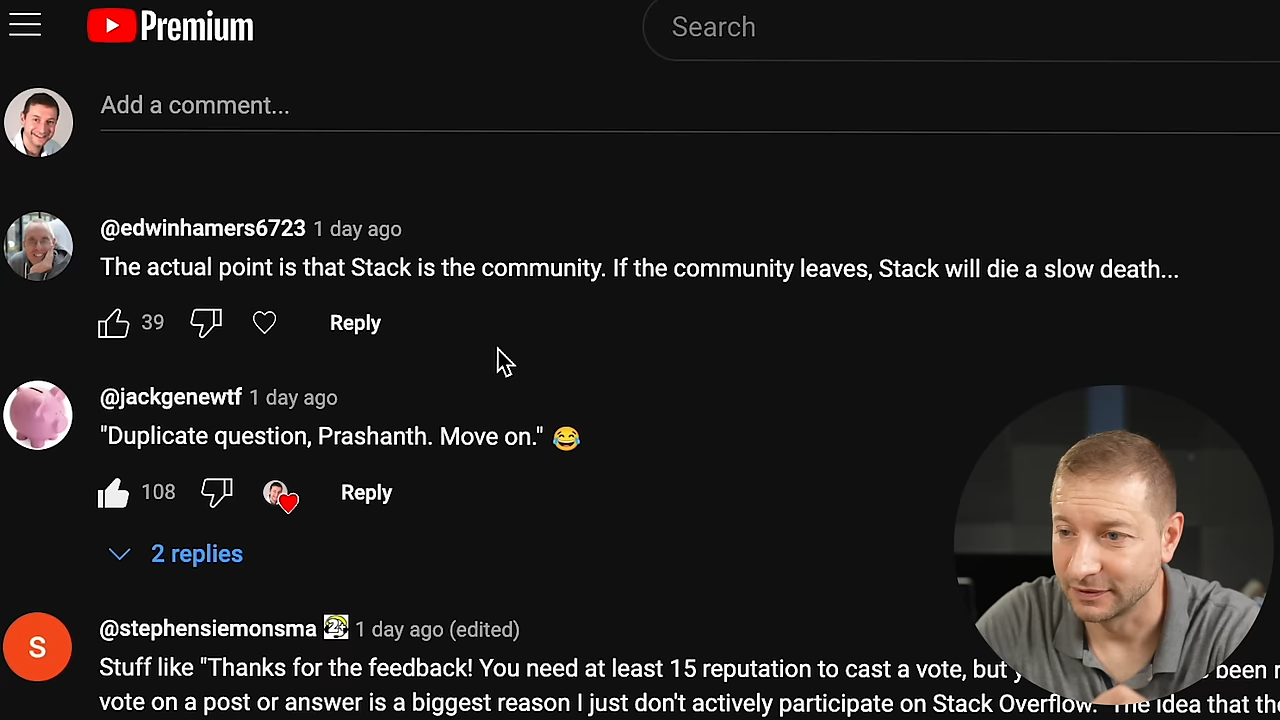 Premium
Search
Add a comment...
@edwinhamers6723 1 day ago
The actual point is that Stack is the community. If the community leaves, Stack will die a slow death...
39
Reply
@jackgenewtf 1 day ago
"Duplicate question, Prashanth. Move on." 😂
108
Reply
2 replies
S
@stephensiemonsma 1 day ago (edited)
Stuff like "Thanks for the feedback! You need at least 15 reputation to cast a vote, but been
vote on a post or answer is a biggest reason I just don't actively participate on Stack Overflow. The idea that